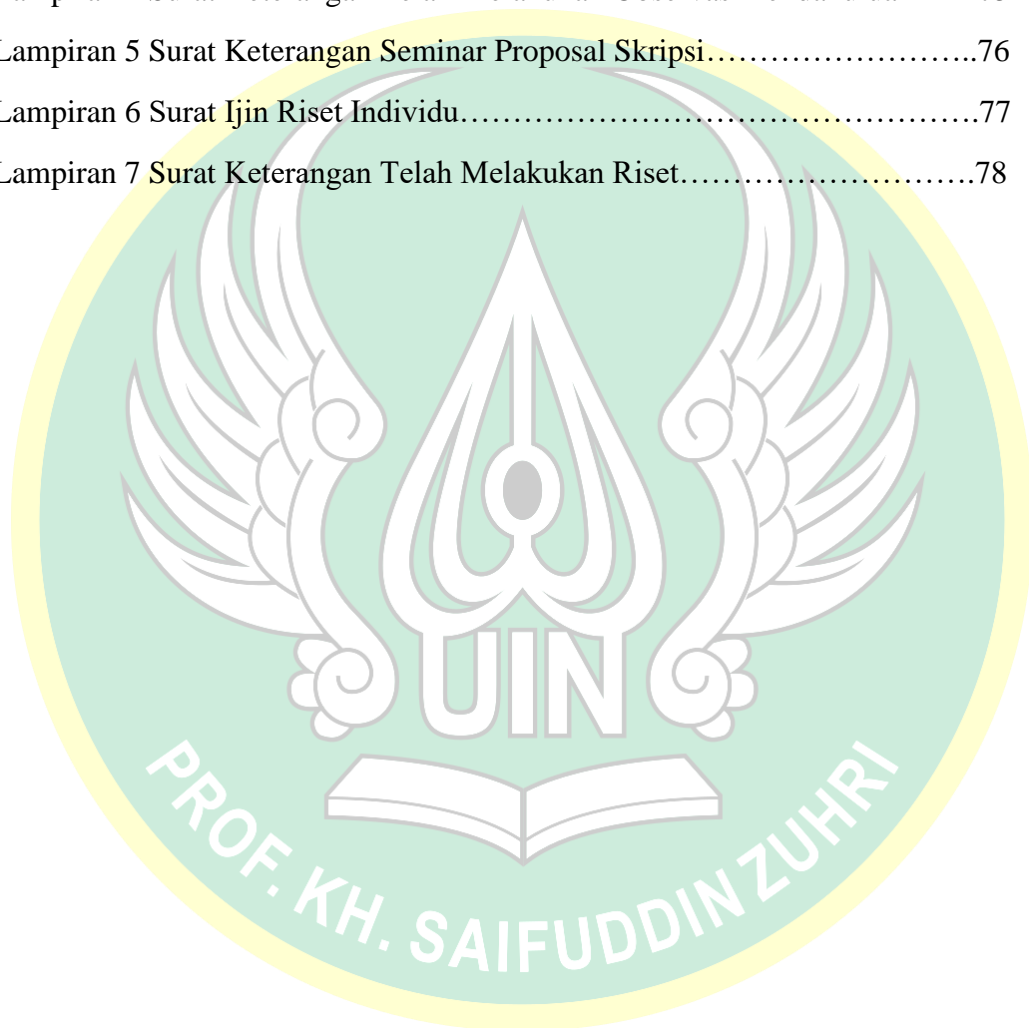 Lampiran 5 Surat Keterangan Seminar Proposal Skripsi……………………..76
Lampiran 6 Surat Ijin Riset Individu………………………………………….77
Lampiran 7 Surat Keterangan Telah Melakukan Riset……………………….78
UIN
PROF. KH. SAIFUDDIN ZUHRI